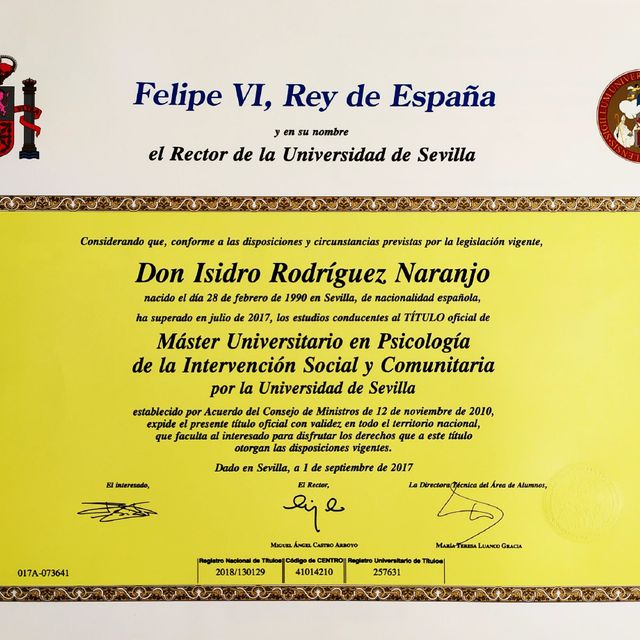 Felipe VI, Rey de España
y en su nombre
el Rector de la Universidad de Sevilla
Considerando que, conforme a las disposiciones y circunstancias previstas por la legislación vigente,
Don Isidro Rodríguez Naranjo
nacido el día 28 de febrero de 1990 en Sevilla, de nacionalidad española,
ha superado en julio de 2017, los estudios conducentes al TÍTULO oficial de
Máster Universitario en Psicología
de la Intervención Social y Comunitaria
por la Universidad de Sevilla
establecido por Acuerdo del Consejo de Ministros de 12 de noviembre de 2010,
expide el presente título oficial con validez en todo el territorio nacional,
que faculta al interesado para disfrutar los derechos que a este título
otorgan las disposiciones vigentes.
Dado en Sevilla, a 1 de septiembre de 2017
El interesado, El Rector, La Directora Técnica del Área de Alumnos,
MIGUEL ÁNGEL CASTRO ARROYO MARÍA TERESA LUANCO GRACIA
Registro Nacional de Títulos Código de CENTRO Registro Universitario de Títulos
017A-073641 2018/130129 41014210 257631